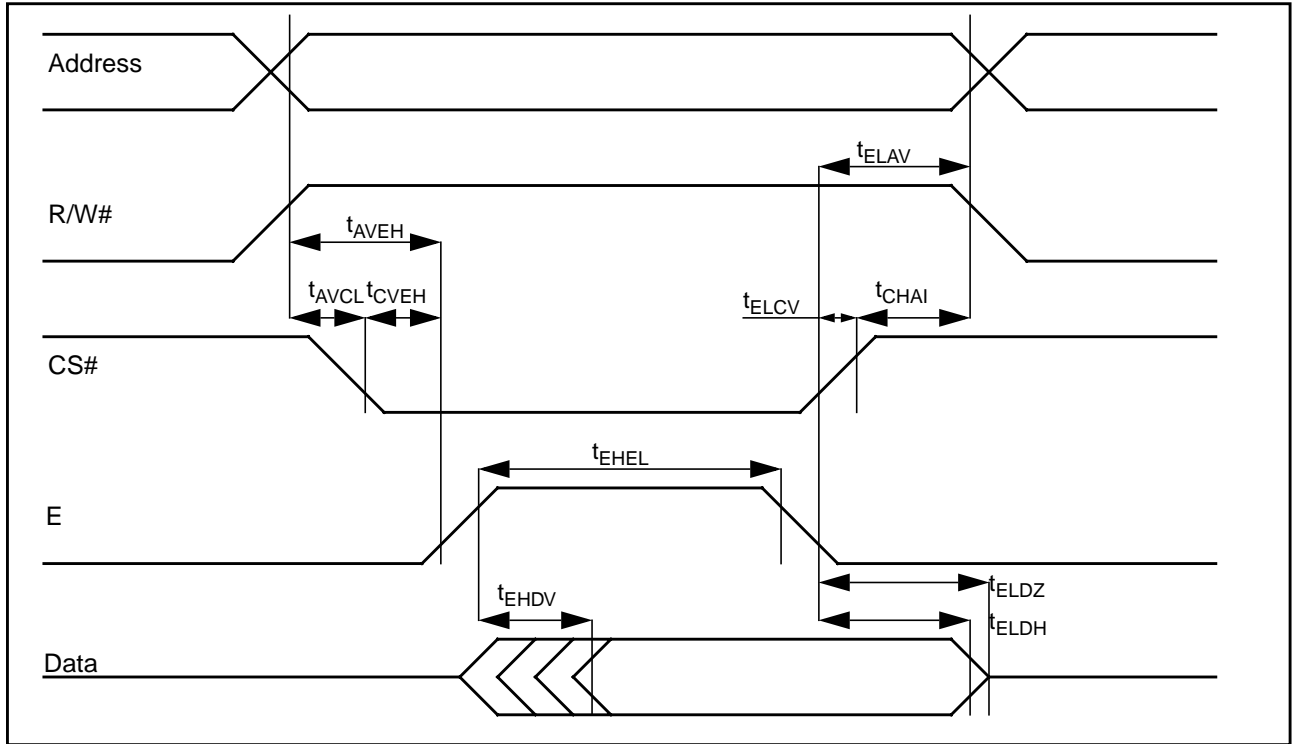 Address
tELAV
R/W#
tAVEH
tAVCL tCVEH
tELCV
tCHAI
CS#
tEHEL
E
tELDZ
tEHDV
tELDH
Data